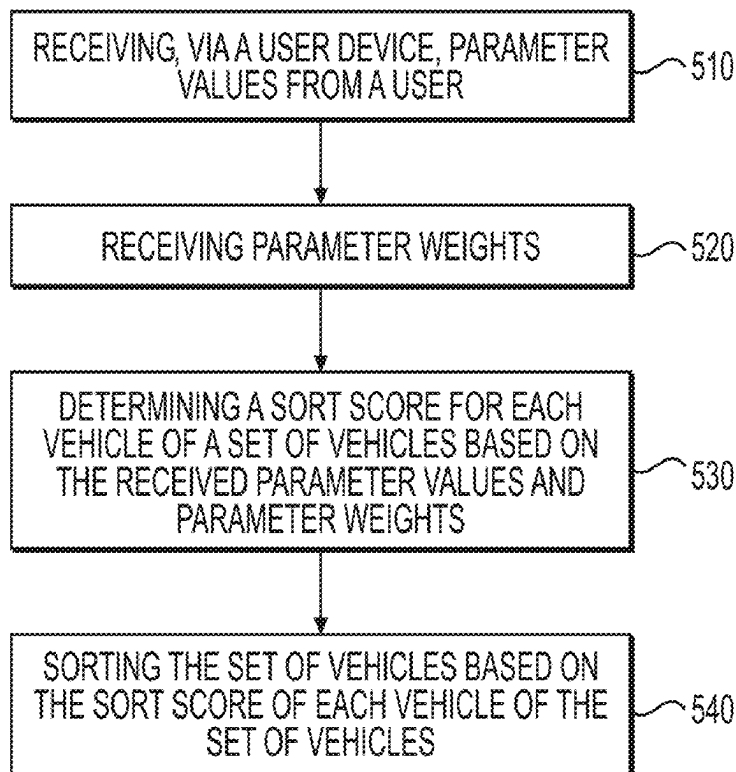 RECEIVING, VIA A USER DEVICE, PARAMETER
VALUES FROM A USER
510
RECEIVING PARAMETER WEIGHTS
520
DETERMINING A SORT SCORE FOR EACH
VEHICLE OF A SET OF VEHICLES BASED ON
THE RECEIVED PARAMETER VALUES AND
PARAMETER WEIGHTS
530
SORTING THE SET OF VEHICLES BASED ON
THE SORT SCORE OF EACH VEHICLE OF THE
SET OF VEHICLES
540